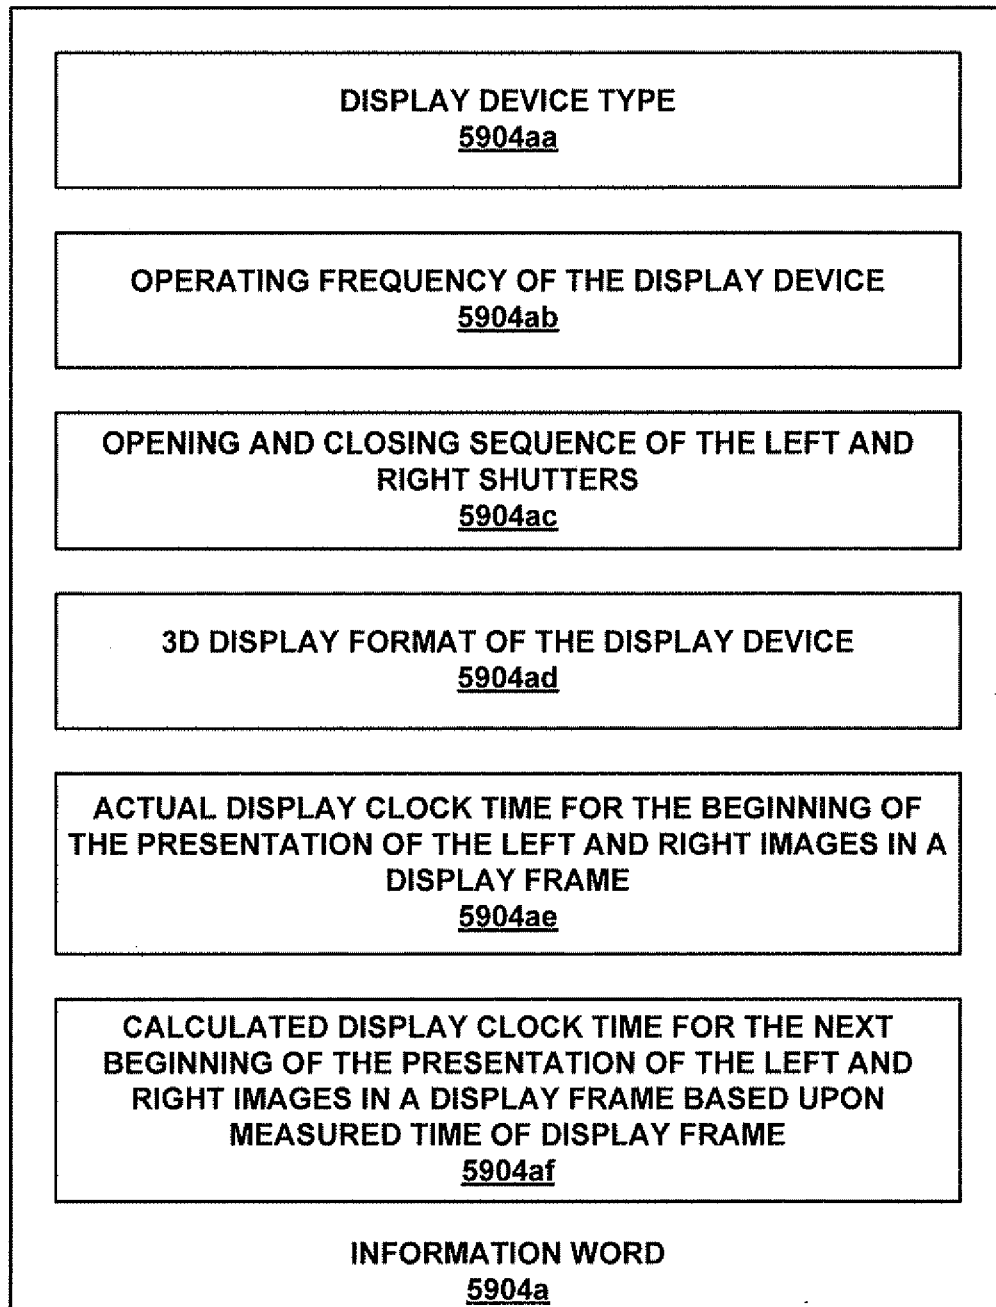 DISPLAY DEVICE TYPE
5904aa
OPERATING FREQUENCY OF THE DISPLAY DEVICE
5904ab
OPENING AND CLOSING SEQUENCE OF THE LEFT AND
RIGHT SHUTTERS
5904ac
3D DISPLAY FORMAT OF THE DISPLAY DEVICE
5904ad
ACTUAL DISPLAY CLOCK TIME FOR THE BEGINNING OF
THE PRESENTATION OF THE LEFT AND RIGHT IMAGES IN A
DISPLAY FRAME
5904ae
CALCULATED DISPLAY CLOCK TIME FOR THE NEXT
BEGINNING OF THE PRESENTATION OF THE LEFT AND
RIGHT IMAGES IN A DISPLAY FRAME BASED UPON
MEASURED TIME OF DISPLAY FRAME
5904af
INFORMATION WORD
5904a